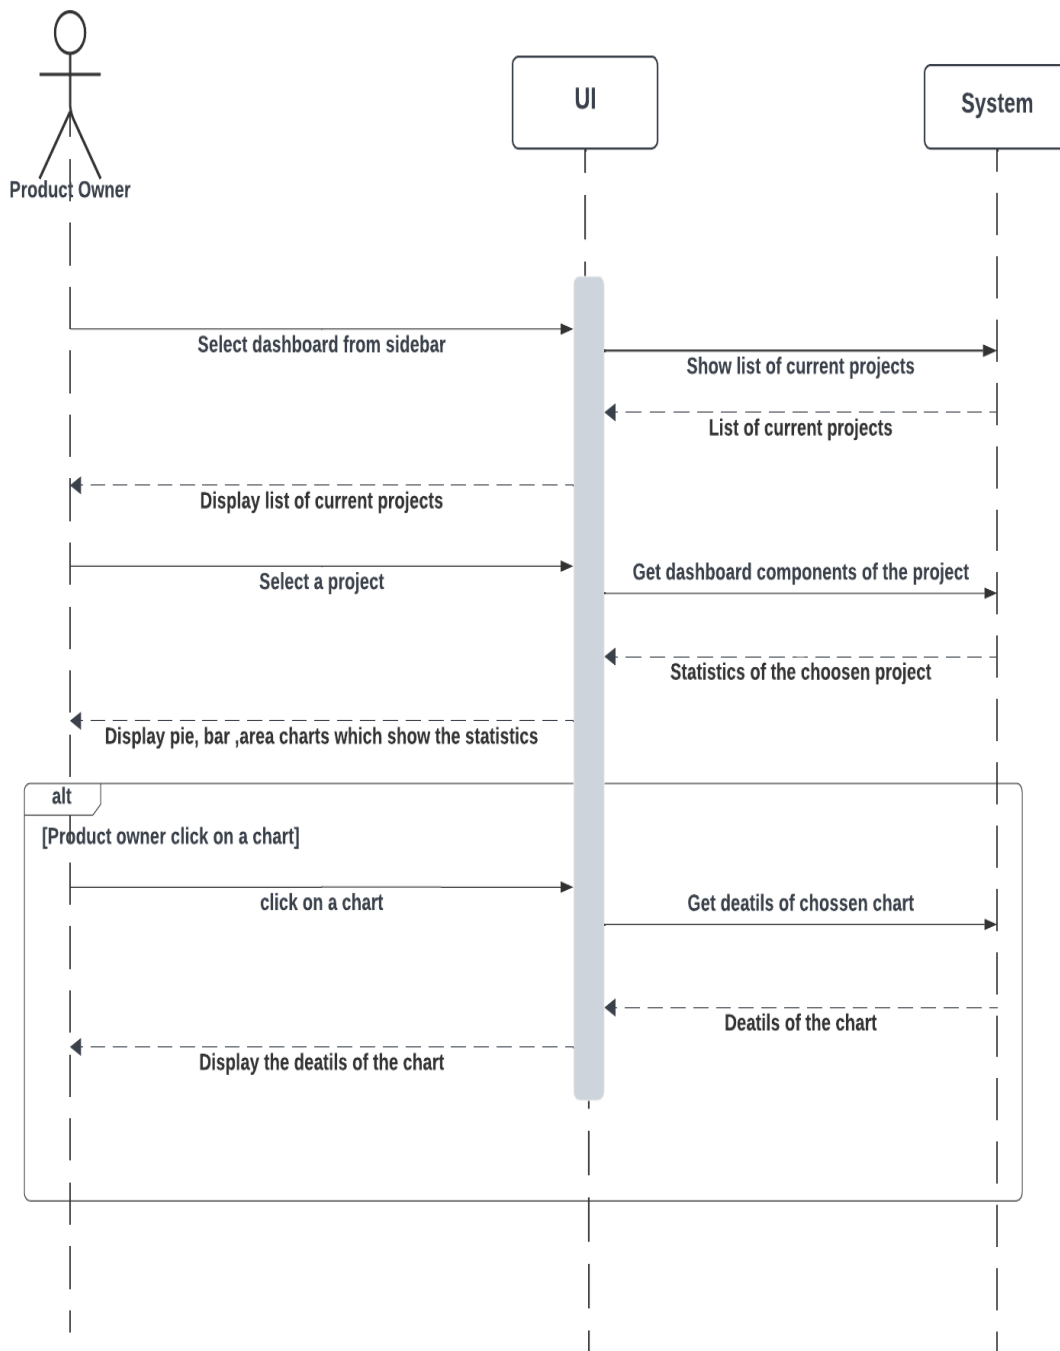 UI
System
Product Owner
Select dashboard from sidebar
Show list of current projects
List of current projects
Display list of current projects
Select a project
Get dashboard components of the project
Statistics of the choosen project
Display pie, bar ,area charts which show the statistics
alt
[Product owner click on a chart]
click on a chart
Get deatils of chossen chart
Deatils of the chart
Display the deatils of the chart